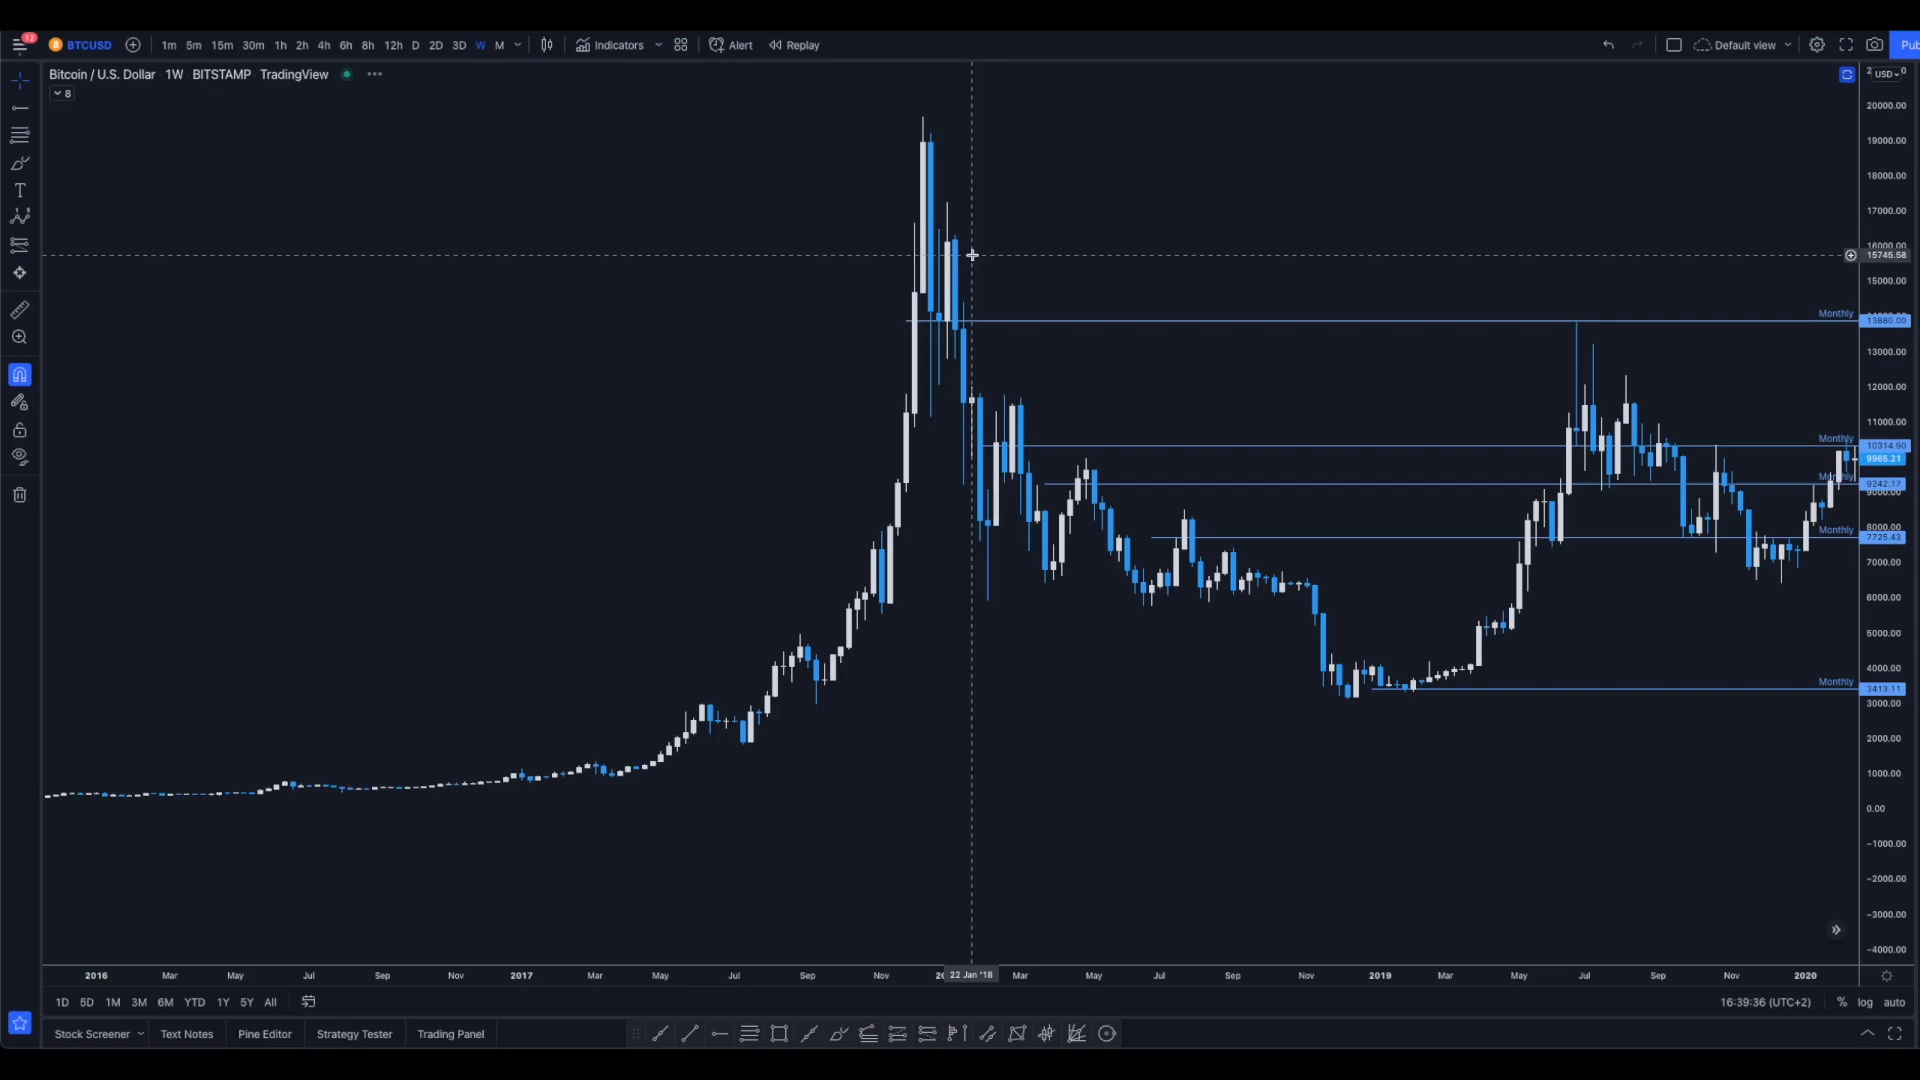 12
BTCUSD 1m 5m 15m 30m 1h 2h 4h 6h 8h 12h D 2D 3D W M Indicators Alert Replay Default view Pub
Bitcoin / U.S. Dollar 1W BITSTAMP TradingView
8
USD
20000.00
19000.00
18000.00
17000.00
16000.00
15745.58
15000.00
Monthly
13880.00
13000.00
12000.00
11000.00
Monthly
10314.90
9965.21
Monthly
9242.17
9000.00
8000.00
Monthly
7725.43
7000.00
6000.00
5000.00
4000.00
Monthly
3413.11
3000.00
2000.00
1000.00
0.00
−1000.00
−2000.00
−3000.00
−4000.00
2016 Mar May Jul Sep Nov 2017 Mar May Jul Sep Nov 22 Jan '18 Mar May Jul Sep Nov 2019 Mar May Jul Sep Nov 2020
1D 5D 1M 3M 6M YTD 1Y 5Y All 16:39:36 (UTC+2) % log auto
Stock Screener Text Notes Pine Editor Strategy Tester Trading Panel